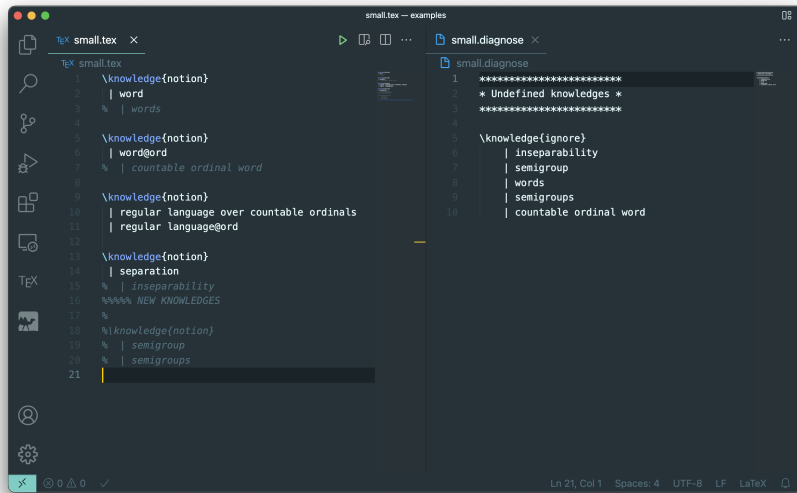 small.tex — examples
TEX small.tex ×
small.diagnose ×
TEX small.tex
small.diagnose
1 \knowledge{notion}
2 | word
3 % | words
4
5 \knowledge{notion}
6 | word@ord
7 % | countable ordinal word
8
9 \knowledge{notion}
10 | regular language over countable ordinals
11 | regular language@ord
12
13 \knowledge{notion}
14 | separation
15 % | inseparability
16 %%%%% NEW KNOWLEDGES
17 %
18 %\knowledge{notion}
19 % | semigroup
20 % | semigroups
21
1 *************************
2 * Undefined knowledges *
3 *************************
4
5 \knowledge{ignore}
6 | inseparability
7 | semigroup
8 | words
9 | semigroups
10 | countable ordinal word
TEX
0 0
Ln 21, Col 1 Spaces: 4 UTF-8 LF LaTeX